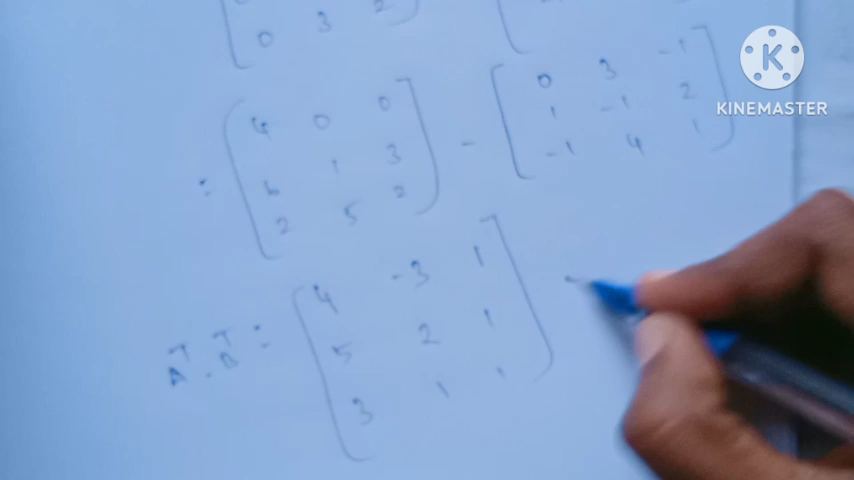 0 3 2
= [ 4 0 0 ] - [ 0 3 -1 ]
[ 6 1 3 ] [ 1 -1 2 ]
[ 2 5 2 ] [ -1 4 1 ]
A^T . B^T = [ 4 -3 1 ]
[ 5 2 1 ]
[ 3 1 1 ]
K
KINEMASTER